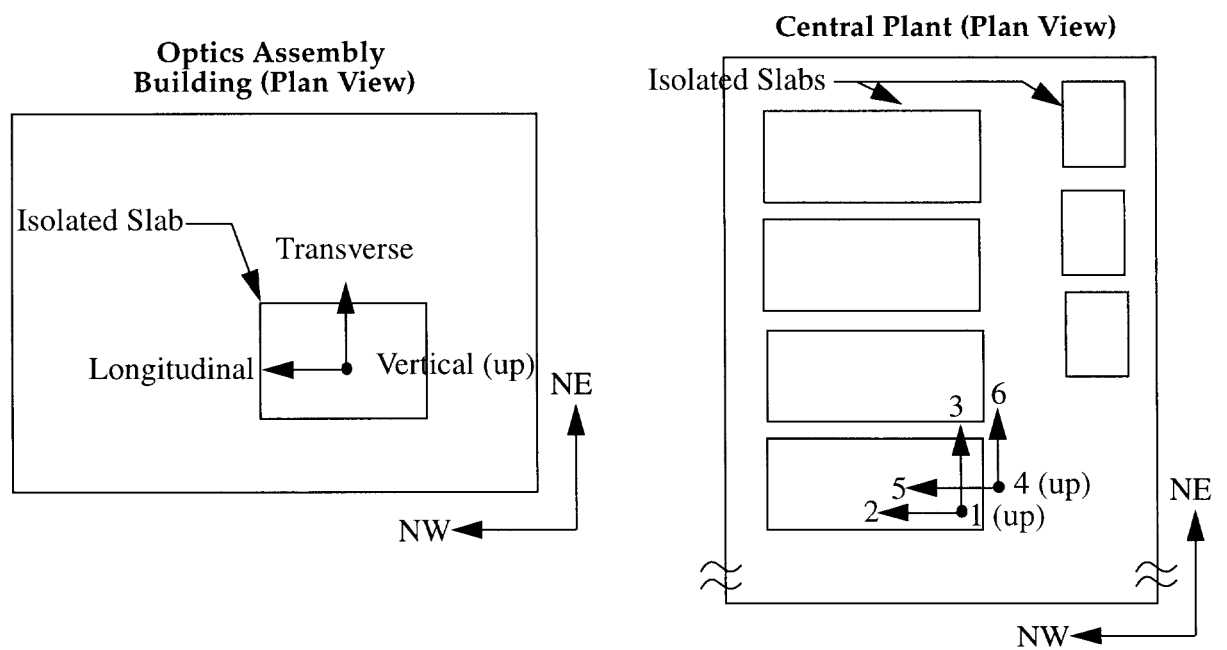 Optics Assembly
Building (Plan View)
Isolated Slab
Transverse
Longitudinal
Vertical (up)
NE
NW
Central Plant (Plan View)
Isolated Slabs
3
6
5
4 (up)
2
1 (up)
NE
NW